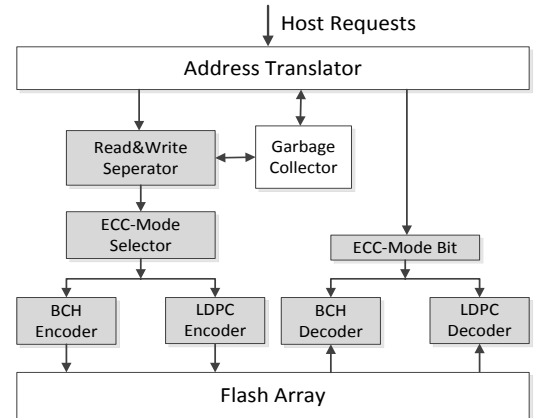 Host Requests
Address Translator
Read&Write
Seperator
Garbage
Collector
ECC-Mode
Selector
ECC-Mode Bit
BCH
Encoder
LDPC
Encoder
BCH
Decoder
LDPC
Decoder
Flash Array